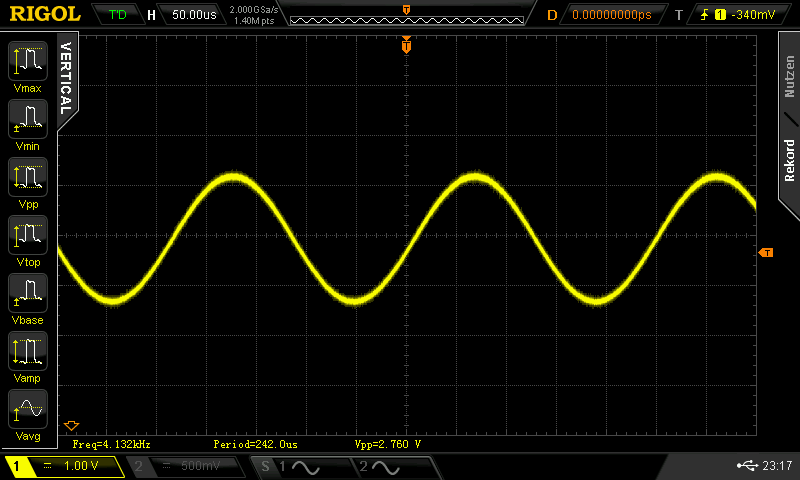 RIGOL T'D H 50.00us 2.000GSa/s 1.40Mpts T D 0.00000000ps T 1 -340mV
VERTICAL
T
Vmax
Vmin
Vpp
Vtop
Vbase
Vamp
Vavg
Nutzen
Rekord
T
Freq=4.132kHz Period=242.0us Vpp=2.760 V
1 1.00 V 2 500mV S 1 2 23:17